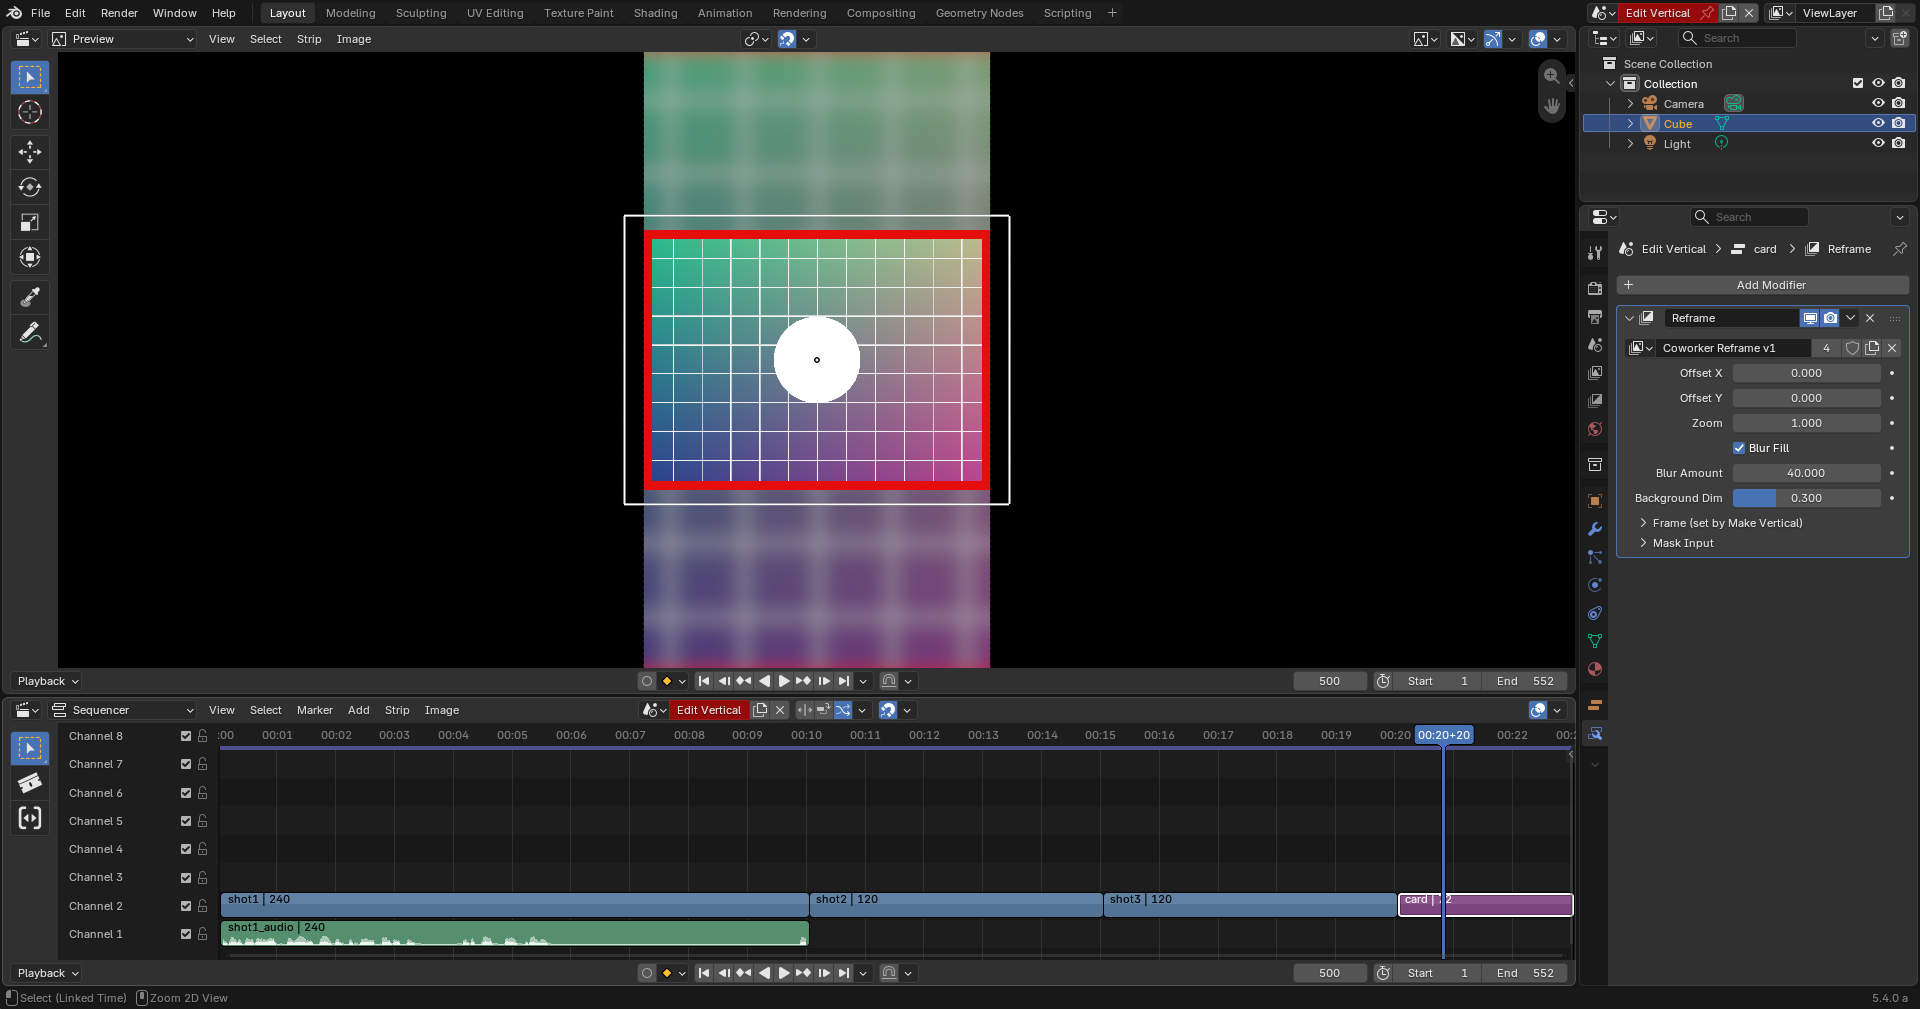 File Edit Render Window Help Layout Modeling Sculpting UV Editing Texture Paint Shading Animation Rendering Compositing Geometry Nodes Scripting + Edit Vertical ViewLayer
Preview View Select Strip Image Search
Scene Collection
Collection
Camera
Cube
Light
Search
Edit Vertical > card > Reframe
+ Add Modifier
Reframe
Coworker Reframe v1 4
Offset X 0.000
Offset Y 0.000
Zoom 1.000
Blur Fill
Blur Amount 40.000
Background Dim 0.300
Frame (set by Make Vertical)
Mask Input
Playback 500 Start 1 End 552
Sequencer View Select Marker Add Strip Image Edit Vertical
Channel 8 :00 00:01 00:02 00:03 00:04 00:05 00:06 00:07 00:08 00:09 00:10 00:11 00:12 00:13 00:14 00:15 00:16 00:17 00:18 00:19 00:20 00:20+20 00:22
Channel 7
Channel 6
Channel 5
Channel 4
Channel 3
Channel 2 shot1 | 240 shot2 | 120 shot3 | 120 card |
Channel 1 shot1_audio | 240
Playback 500 Start 1 End 552
Select (Linked Time) Zoom 2D View 5.4.0 a